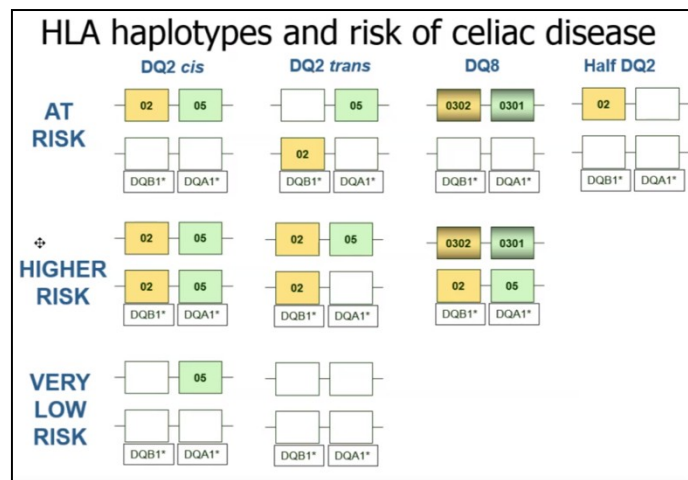 HLA haplotypes and risk of celiac disease
DQ2 cis DQ2 trans DQ8 Half DQ2
AT
RISK
02 05 05 0302 0301 02
02
DQB1* DQA1* DQB1* DQA1* DQB1* DQA1* DQB1* DQA1*
HIGHER
RISK
02 05 02 05 0302 0301
02 05 02 02 05
DQB1* DQA1* DQB1* DQA1* DQB1* DQA1*
VERY
LOW
RISK
05
DQB1* DQA1* DQB1* DQA1*